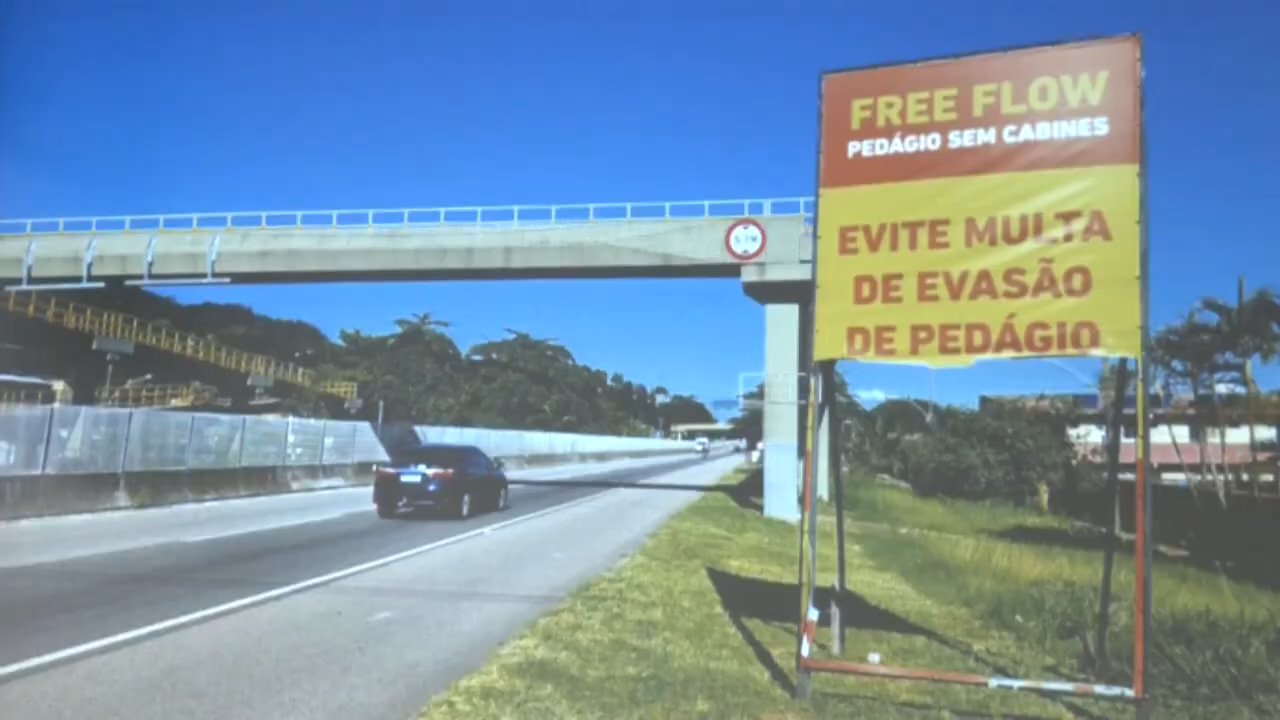 FREE FLOW
PEDÁGIO SEM CABINES
EVITE MULTA
DE EVASÃO
DE PEDÁGIO